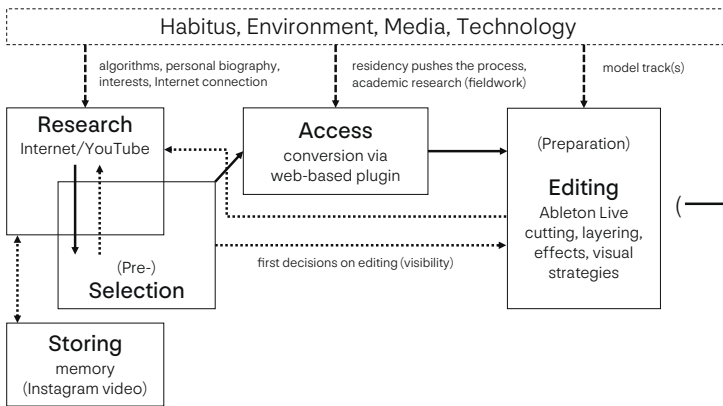 Habitus, Environment, Media, Technology
algorithms, personal biography,
interests, Internet connection
residency pushes the process,
academic research (fieldwork)
model track(s)
Research
Internet/YouTube
Access
conversion via
web-based plugin
(Preparation)
Editing
Ableton Live
cutting, layering,
effects, visual
strategies
(
(Pre-)
Selection
first decisions on editing (visibility)
Storing
memory
(Instagram video)